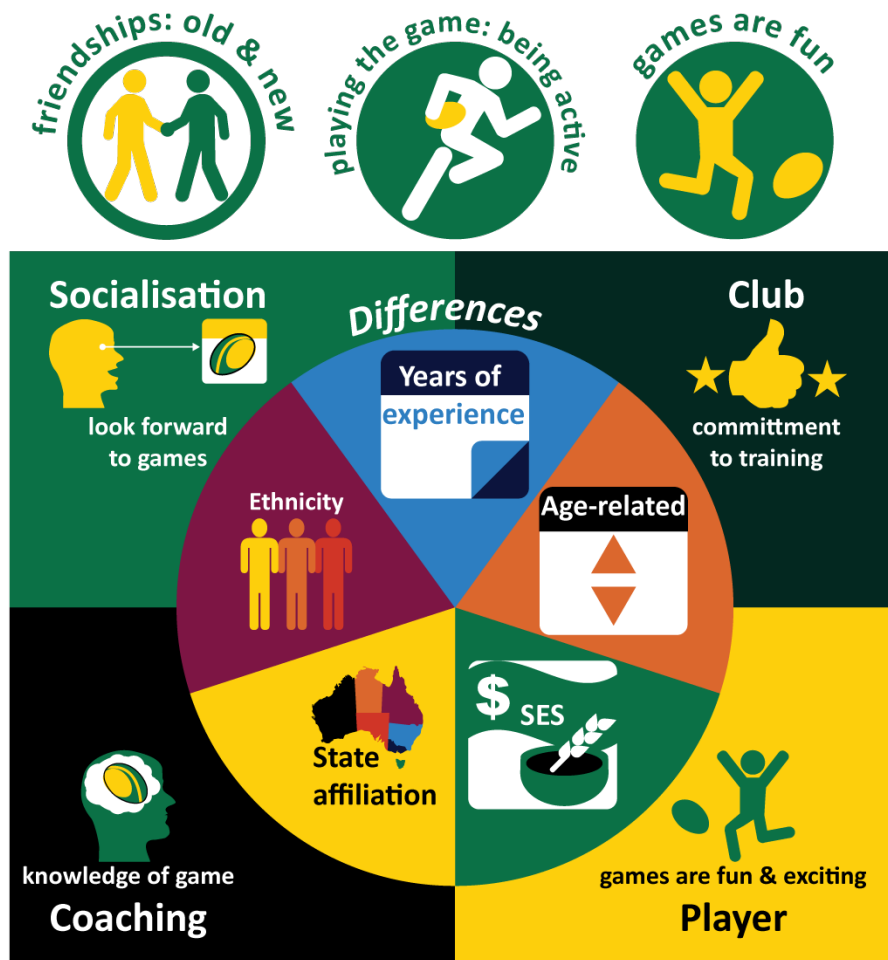 friendships: old & new
playing the game: being active
games are fun
Socialisation
look forward
to games
Differences
Club
committment
to training
Years of
experience
Ethnicity
Age-related
State
affiliation
$ SES
knowledge of game
Coaching
games are fun & exciting
Player